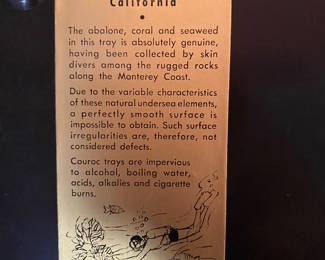 California
•
The abalone, coral and seaweed
in this tray is absolutely genuine,
having been collected by skin
divers among the rugged rocks
along the Monterey Coast.
Due to the variable characteristics
of these natural undersea elements,
a perfectly smooth surface is
impossible to obtain. Such surface
irregularities are, therefore, not
considered defects.
Couroc trays are impervious
to alcohol, boiling water,
acids, alkalies and cigarette
burns.